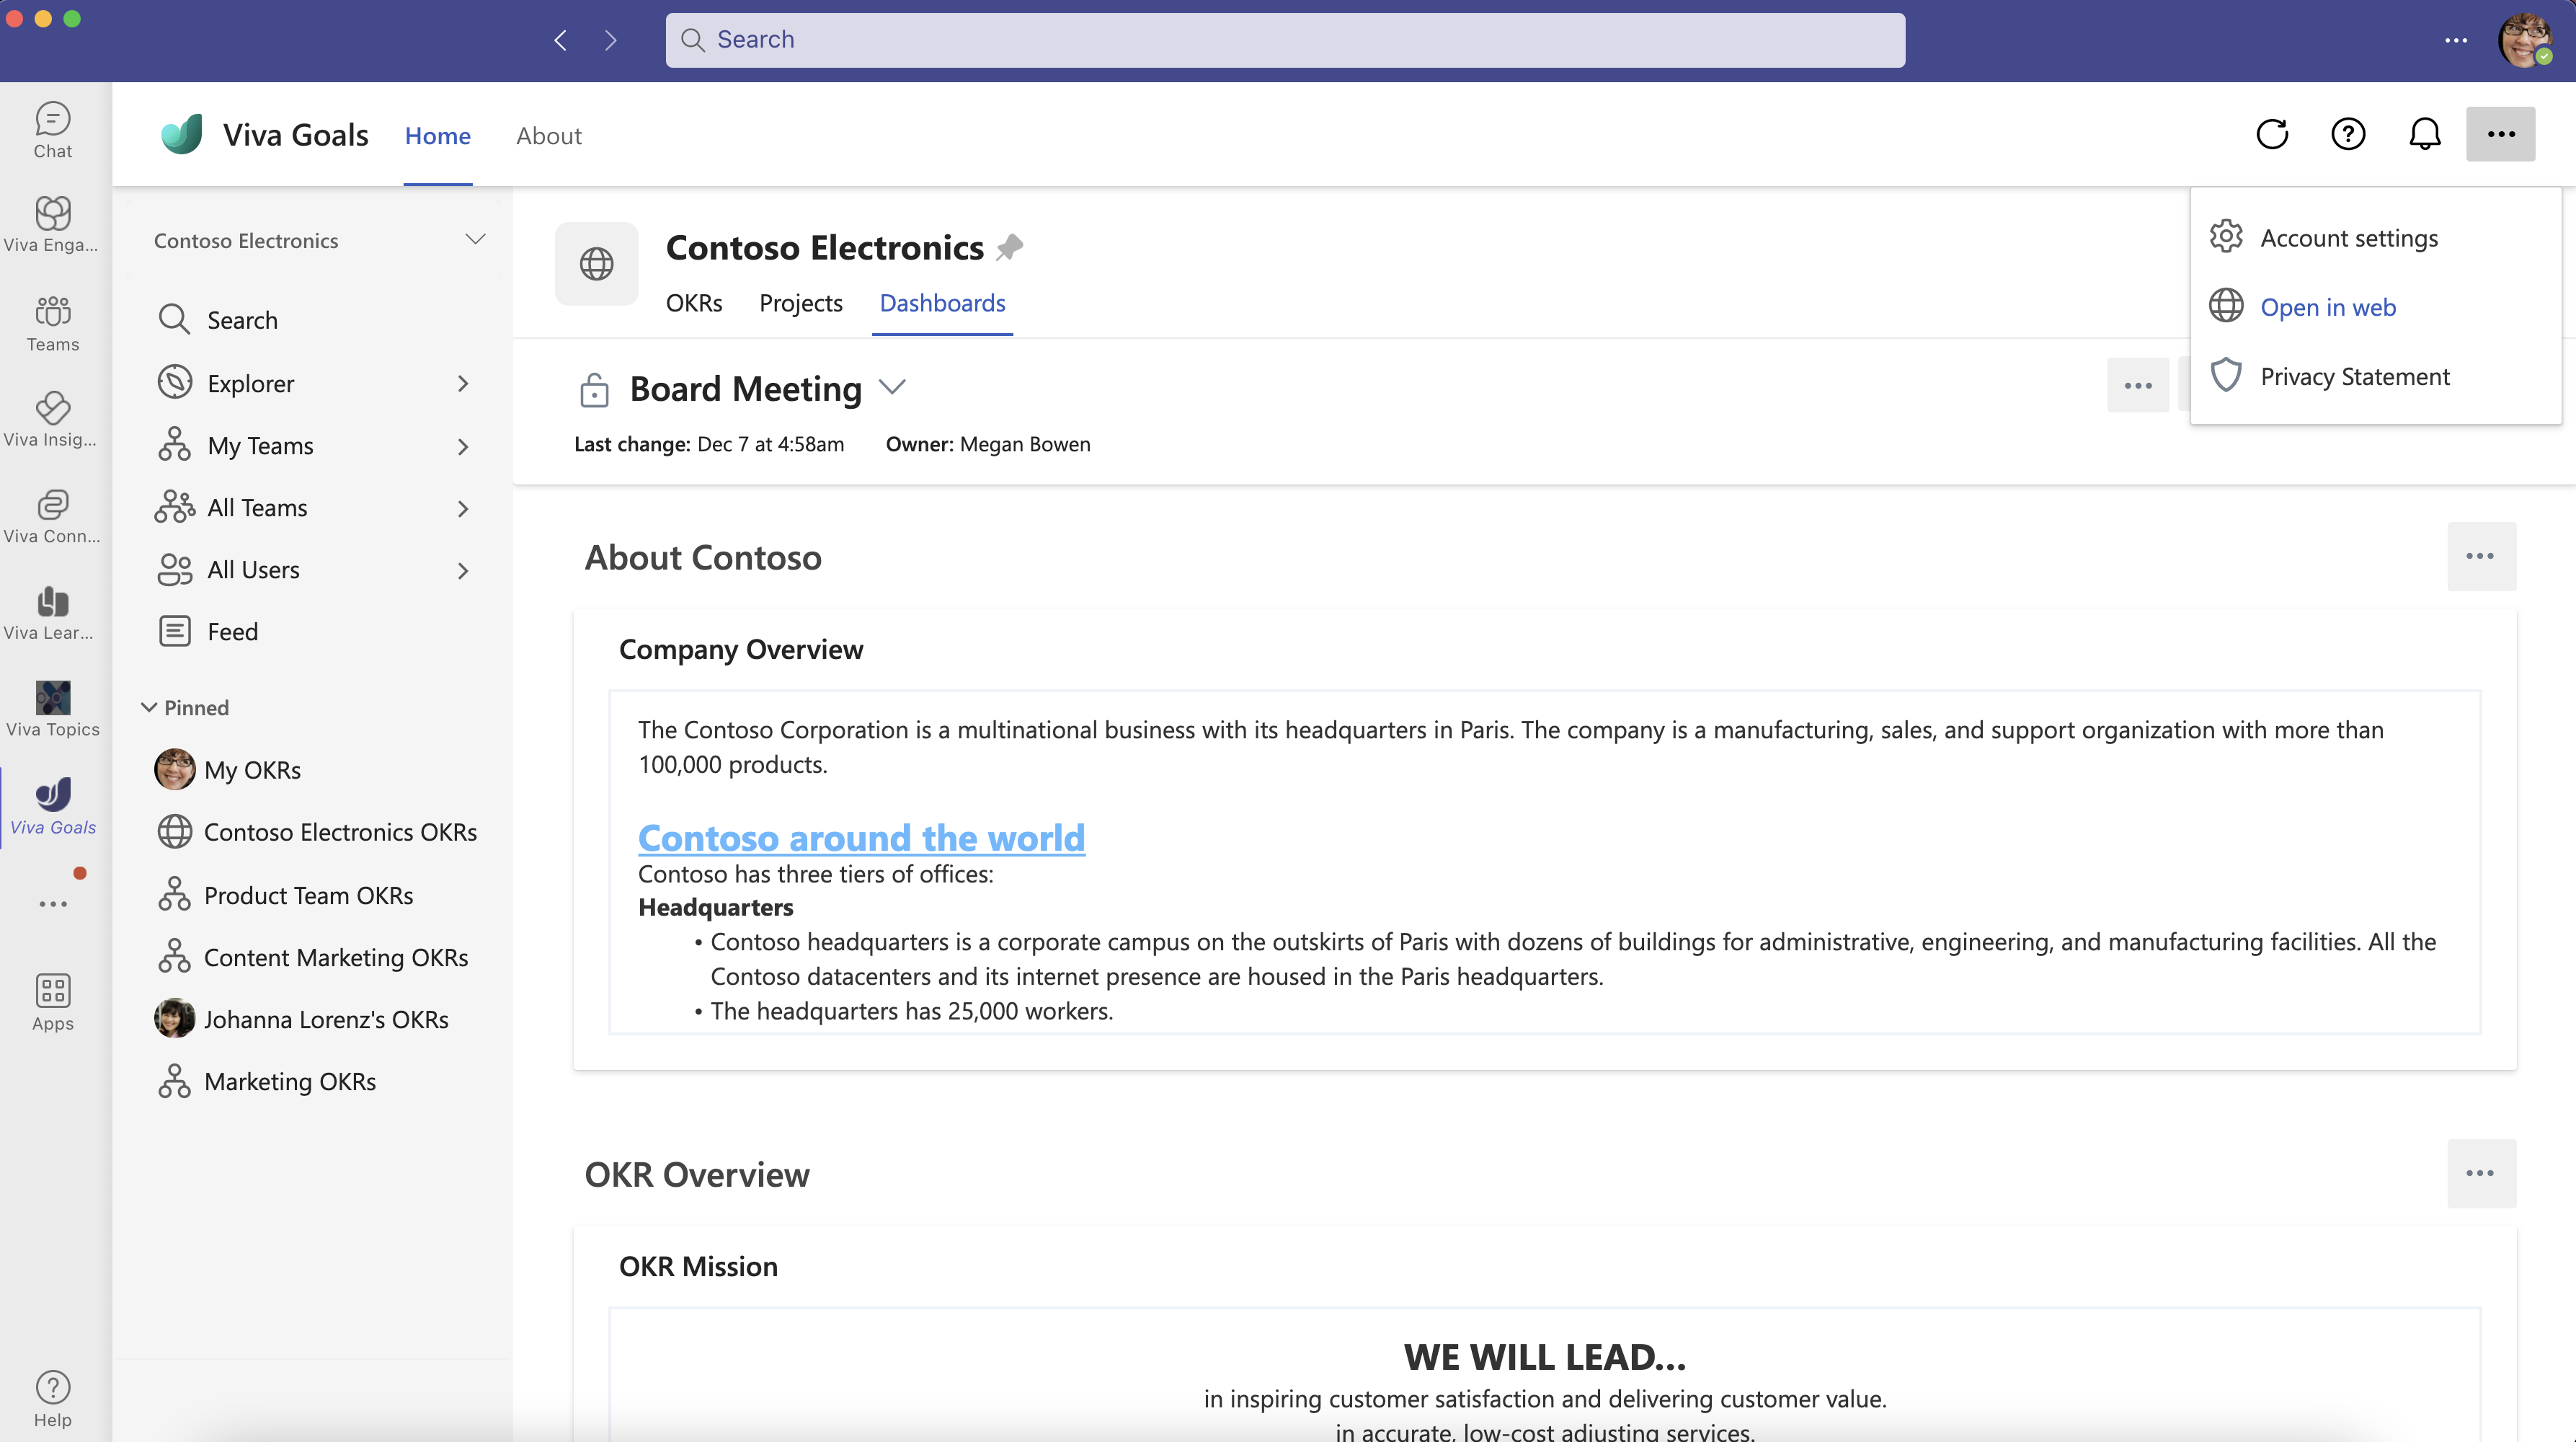 Search
Chat
Viva Enga...
Teams
Viva Insig...
Viva Conn...
Viva Lear...
Viva Topics
Viva Goals
Apps
Help
Viva Goals
Home
About
Contoso Electronics
Search
Explorer
My Teams
All Teams
All Users
Feed
Pinned
My OKRs
Contoso Electronics OKRs
Product Team OKRs
Content Marketing OKRs
Johanna Lorenz's OKRs
Marketing OKRs
Contoso Electronics
OKRs
Projects
Dashboards
Account settings
Open in web
Privacy Statement
Board Meeting
Last change: Dec 7 at 4:58am Owner: Megan Bowen
About Contoso
Company Overview
The Contoso Corporation is a multinational business with its headquarters in Paris. The company is a manufacturing, sales, and support organization with more than
100,000 products.
Contoso around the world
Contoso has three tiers of offices:
Headquarters
• Contoso headquarters is a corporate campus on the outskirts of Paris with dozens of buildings for administrative, engineering, and manufacturing facilities. All the
Contoso datacenters and its internet presence are housed in the Paris headquarters.
• The headquarters has 25,000 workers.
OKR Overview
OKR Mission
WE WILL LEAD...
in inspiring customer satisfaction and delivering customer value.
in accurate, low-cost adjusting services.